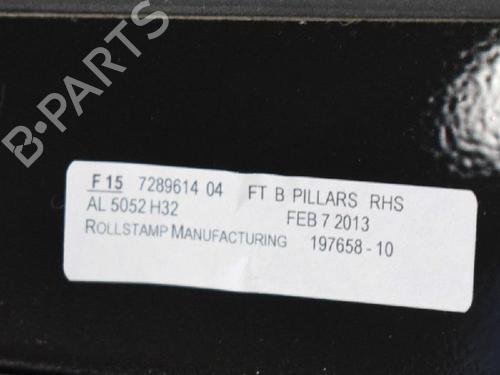 B-PARTS
F 15 7289614 04 FT B PILLARS RHS
AL 5052 H32 FEB 7 2013
ROLLSTAMP MANUFACTURING 197658 - 10